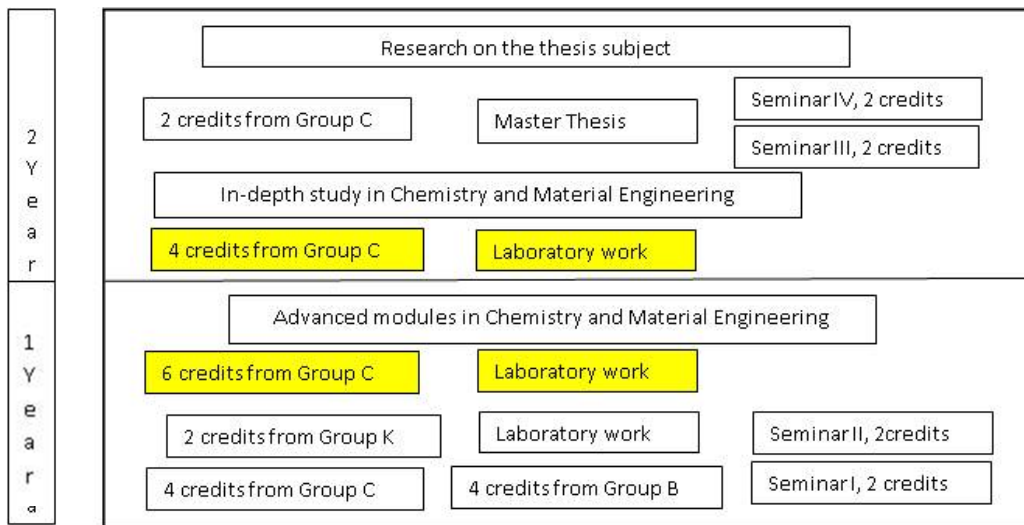 2 Year
Research on the thesis subject
2 credits from Group C
Master Thesis
Seminar IV, 2 credits
Seminar III, 2 credits
In-depth study in Chemistry and Material Engineering
4 credits from Group C
Laboratory work
1 Yeara
Advanced modules in Chemistry and Material Engineering
6 credits from Group C
Laboratory work
2 credits from Group K
Laboratory work
Seminar II, 2credits
4 credits from Group C
4 credits from Group B
Seminar I, 2 credits